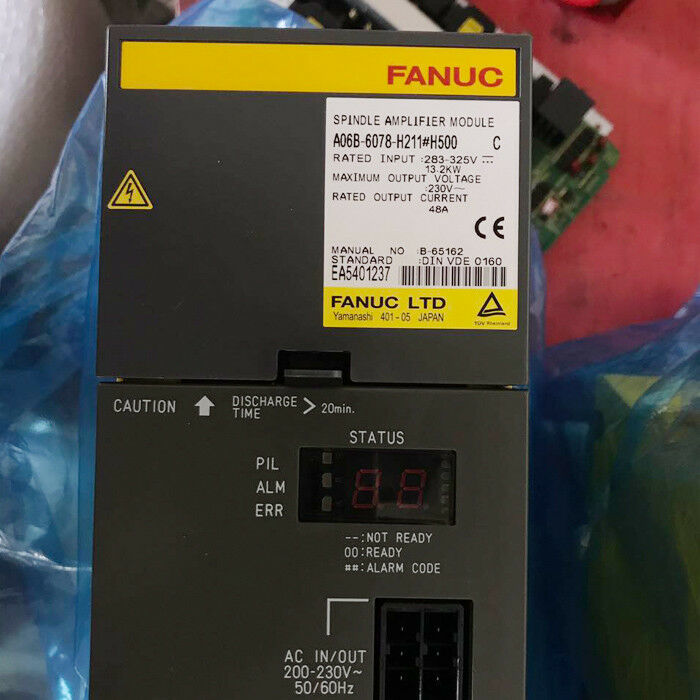 FANUC
SPINDLE AMPLIFIER MODULE
A06B-6078-H211#H500 C
RATED INPUT :283-325V ⎓
13.2KW
MAXIMUM OUTPUT VOLTAGE
:230V~
RATED OUTPUT CURRENT
48A
CE
MANUAL NO :B-65162
STANDARD :DIN VDE 0160
EA5401237
FANUC LTD
Yamanashi 401-05 JAPAN
TÜV Rheinland
CAUTION ↑ DISCHARGE TIME > 20min.
STATUS
PIL
ALM
ERR
--:NOT READY
00:READY
##:ALARM CODE
AC IN/OUT
200-230V~
50/60Hz